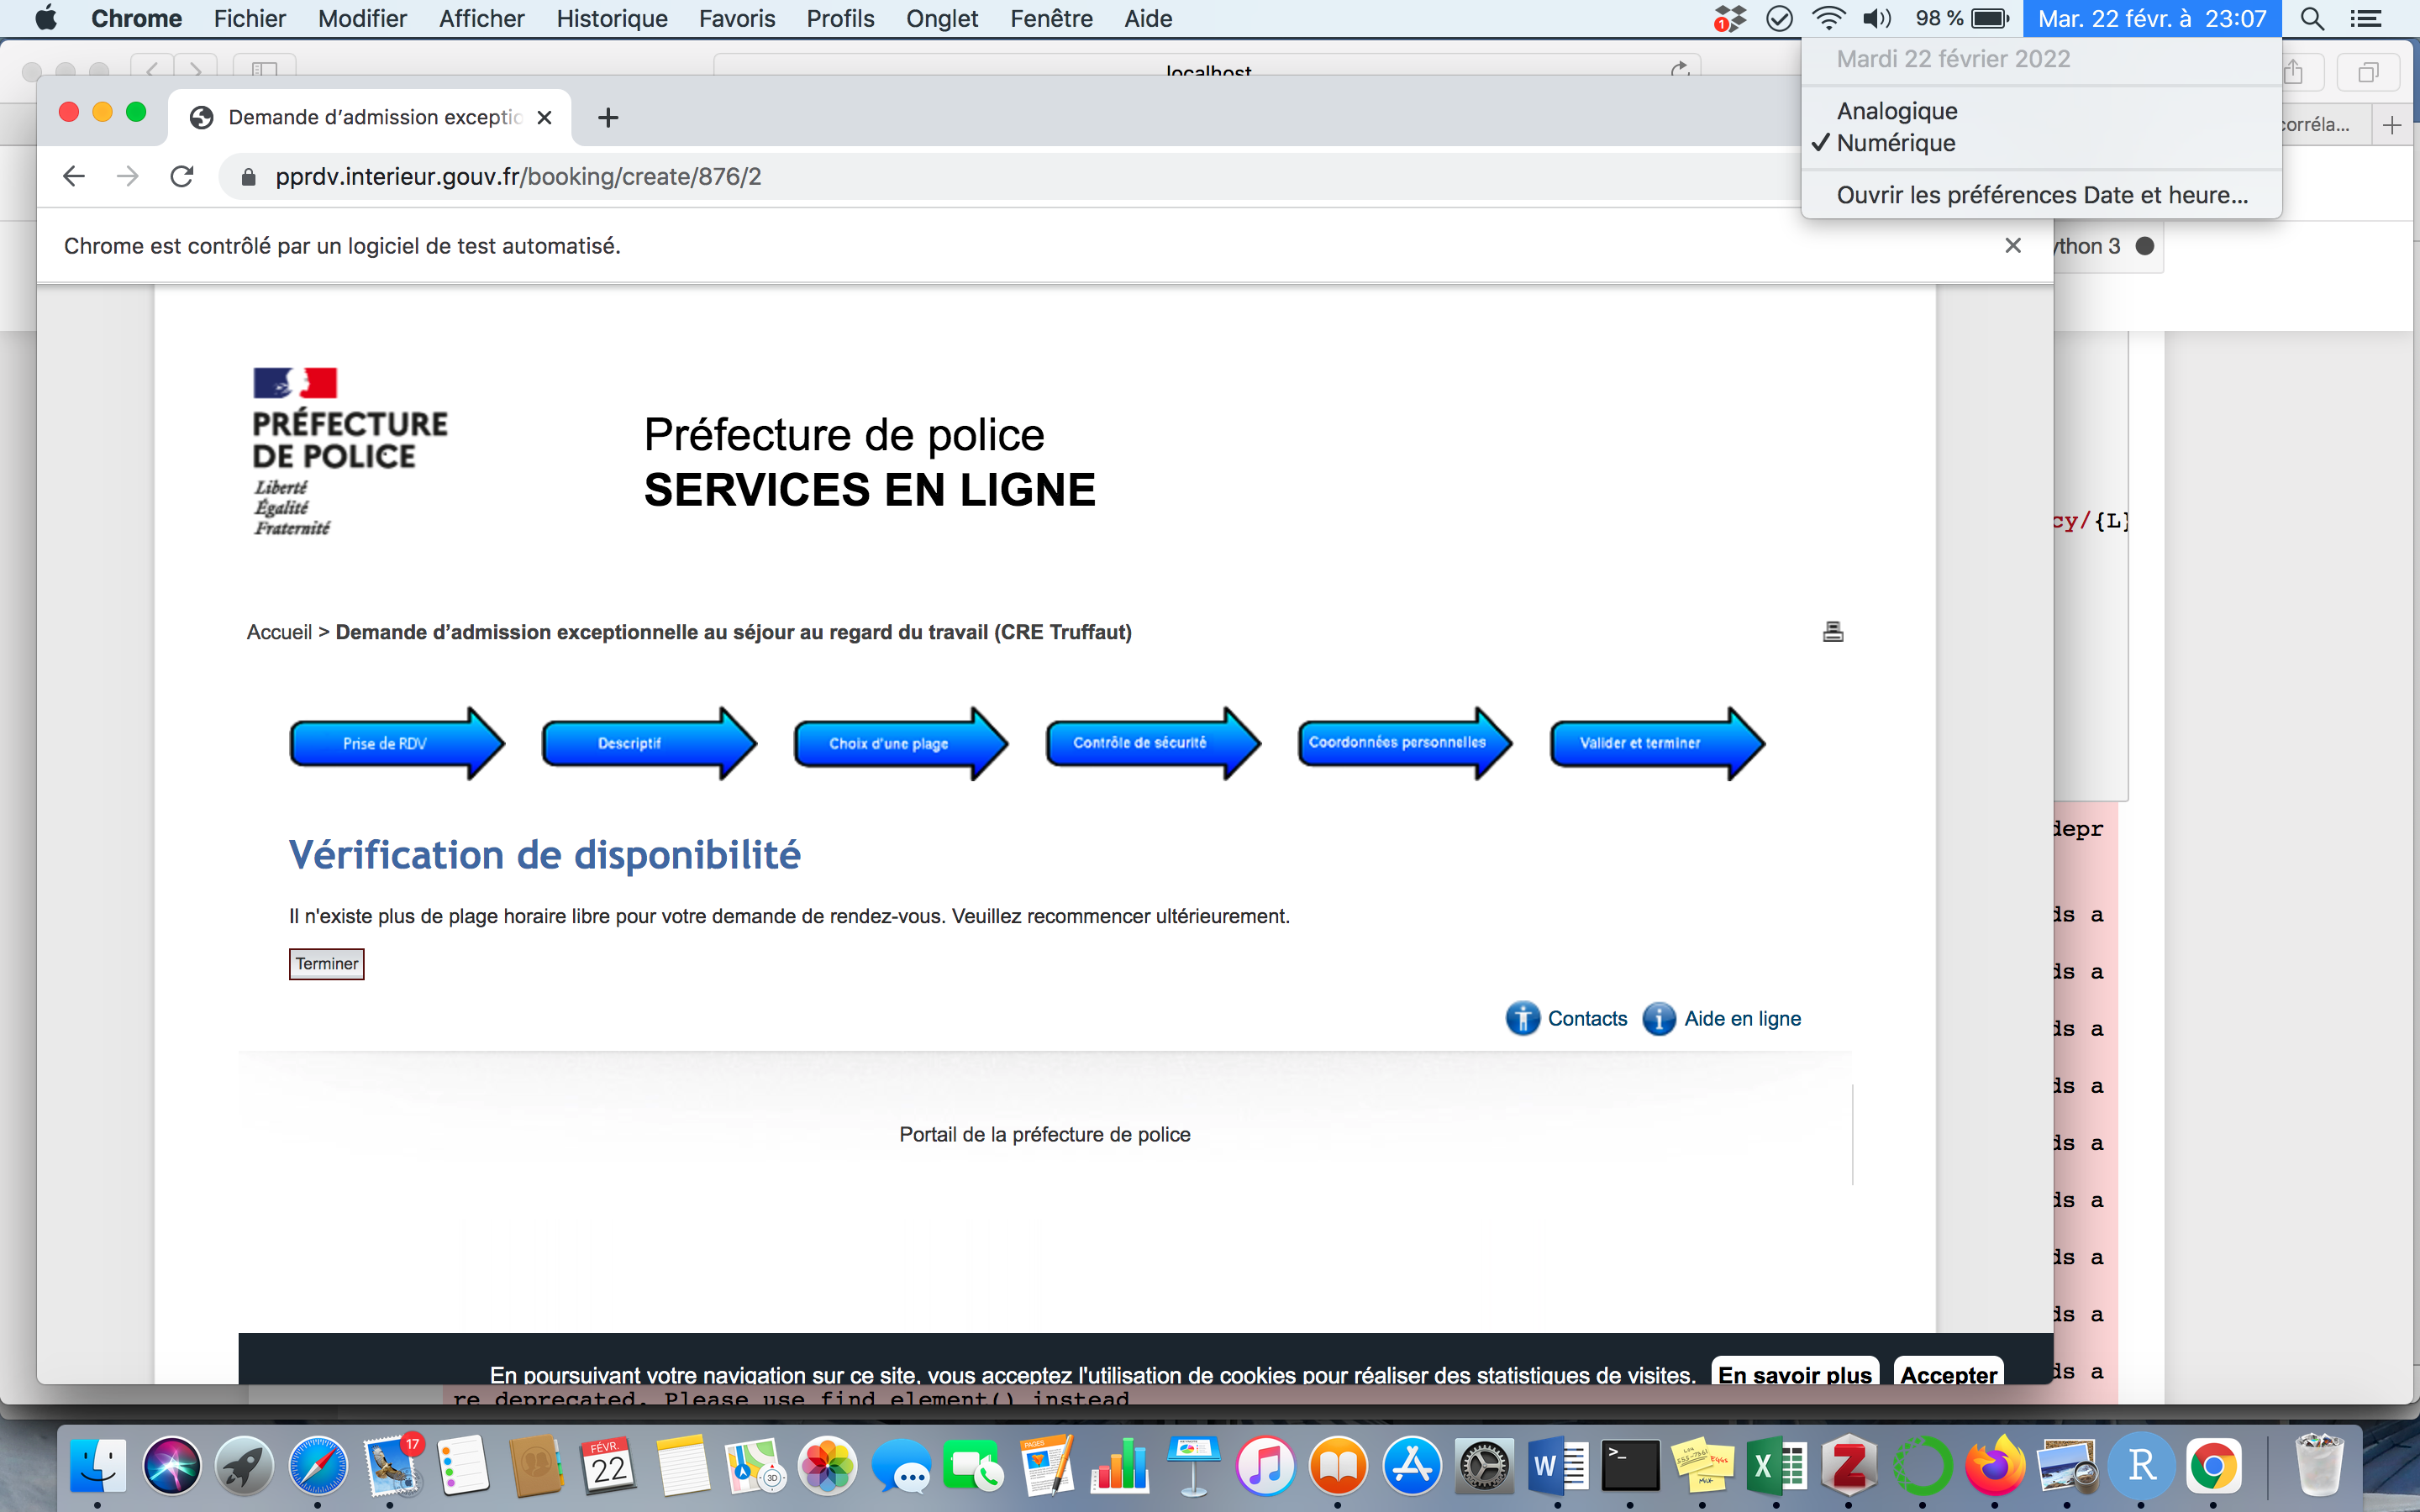 Chrome Fichier Modifier Afficher Historique Favoris Profils Onglet Fenêtre Aide
1 98 % Mar. 22 févr. à 23:07
Mardi 22 février 2022
Analogique
✓ Numérique
Ouvrir les préférences Date et heure...
localhost
corréla...
Demande d’admission exceptio
pprdv.interieur.gouv.fr/booking/create/876/2
Chrome est contrôlé par un logiciel de test automatisé.
ython 3
PRÉFECTURE
DE POLICE
Liberté
Égalité
Fraternité
Préfecture de police
SERVICES EN LIGNE
cy/{L}
Accueil > Demande d’admission exceptionnelle au séjour au regard du travail (CRE Truffaut)
Prise de RDV
Descriptif
Choix d'une plage
Contrôle de sécurité
Coordonnées personnelles
Valider et terminer
depr
Vérification de disponibilité
Il n'existe plus de plage horaire libre pour votre demande de rendez-vous. Veuillez recommencer ultérieurement.
ds a
Terminer
ds a
Contacts Aide en ligne
ds a
ds a
Portail de la préfecture de police
ds a
ds a
ds a
ds a
En poursuivant votre navigation sur ce site, vous acceptez l'utilisation de cookies pour réaliser des statistiques de visites. En savoir plus Accepter
ds a
re deprecated. Please use find_element() instead
17
FÉVR.
22
3D
PAGES
W
>_
X
Z
R